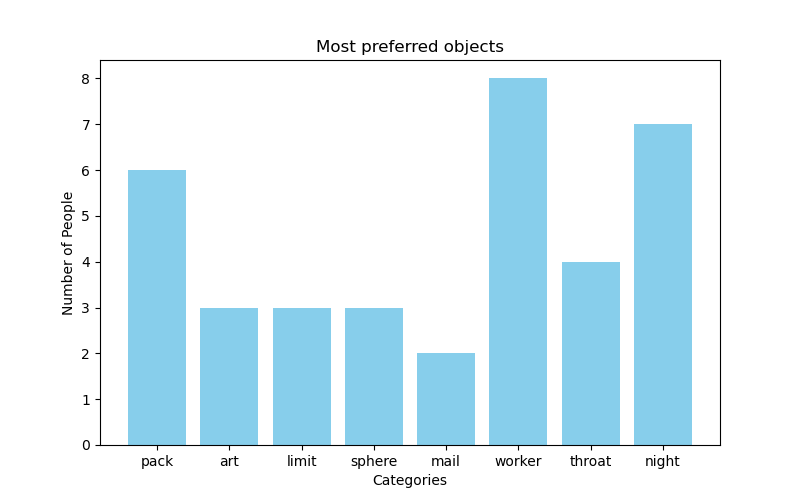 Most preferred objects
Number of People
8
7
6
5
4
3
2
1
0
pack art limit sphere mail worker throat night
Categories